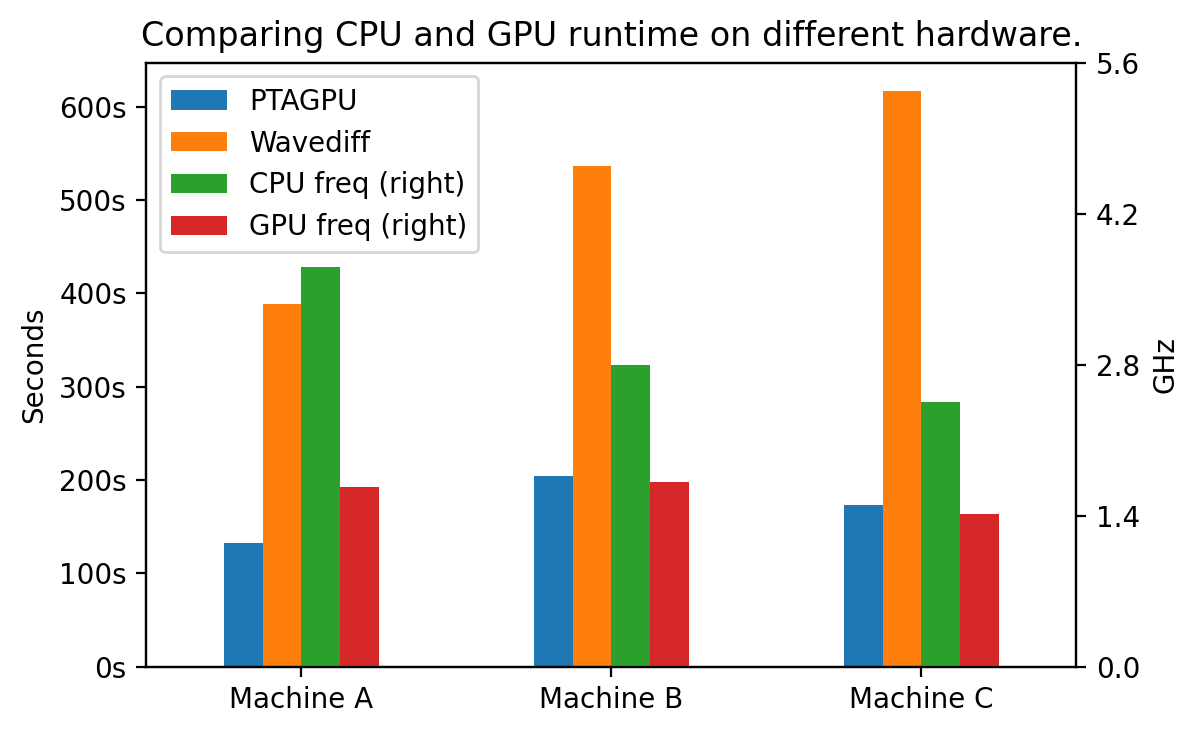 Comparing CPU and GPU runtime on different hardware.
PTAGPU
Wavediff
CPU freq (right)
GPU freq (right)
600s
500s
400s
300s
200s
100s
0s
Seconds
5.6
4.2
2.8
1.4
0.0
GHz
Machine A
Machine B
Machine C